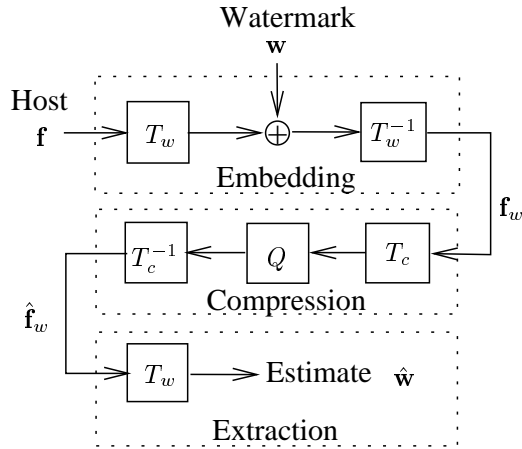 Watermark
w
Host
f
T_w
⊕
T_w^{-1}
Embedding
f_w
T_c^{-1}
Q
T_c
Compression
f̂_w
T_w
Estimate ŵ
Extraction